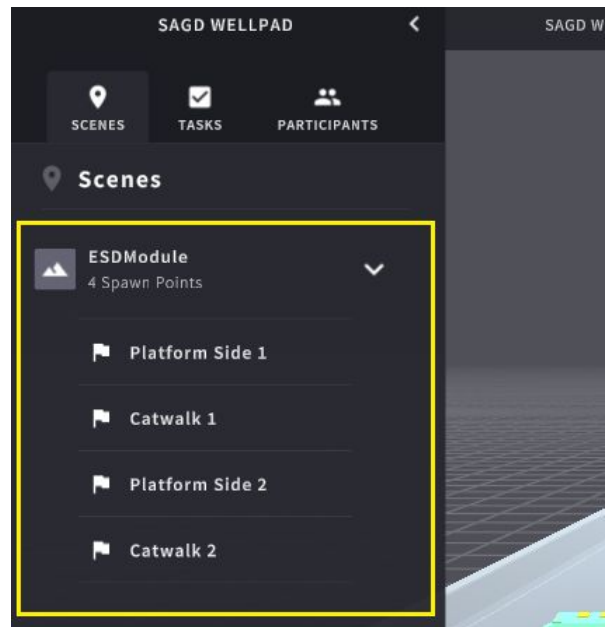 SAGD WELLPAD
SAGD W
SCENES
TASKS
PARTICIPANTS
Scenes
ESDModule
4 Spawn Points
Platform Side 1
Catwalk 1
Platform Side 2
Catwalk 2